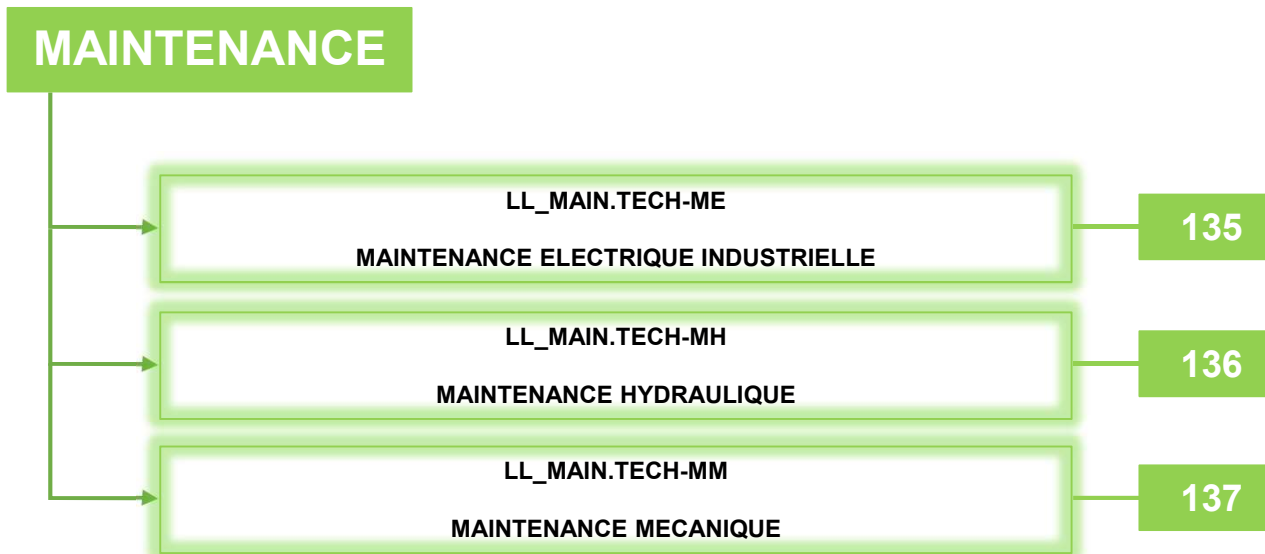 MAINTENANCE
LL_MAIN.TECH-ME
MAINTENANCE ELECTRIQUE INDUSTRIELLE
135
LL_MAIN.TECH-MH
MAINTENANCE HYDRAULIQUE
136
LL_MAIN.TECH-MM
MAINTENANCE MECANIQUE
137